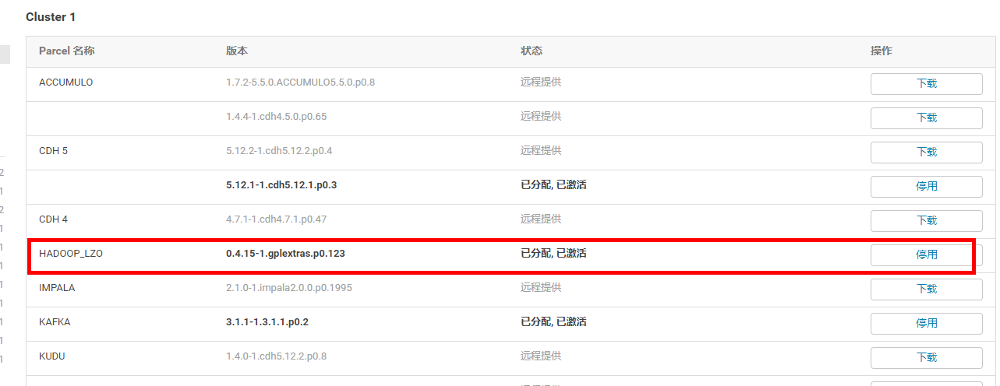 Cluster 1
Parcel 名称 版本 状态 操作
ACCUMULO 1.7.2-5.5.0.ACCUMULO5.5.0.p0.8 远程提供 下载
1.4.4-1.cdh4.5.0.p0.65 远程提供 下载
CDH 5 5.12.2-1.cdh5.12.2.p0.4 远程提供 下载
2
5.12.1-1.cdh5.12.1.p0.3 已分配, 已激活 停用
1
2
CDH 4 4.7.1-1.cdh4.7.1.p0.47 远程提供 下载
1
1
HADOOP_LZO 0.4.15-1.gplextras.p0.123 已分配, 已激活 停用
1
1
IMPALA 2.1.0-1.impala2.0.0.p0.1995 远程提供 下载
1
KAFKA 3.1.1-1.3.1.1.p0.2 已分配, 已激活 停用
1
1
KUDU 1.4.0-1.cdh5.12.2.p0.8 远程提供 下载
1